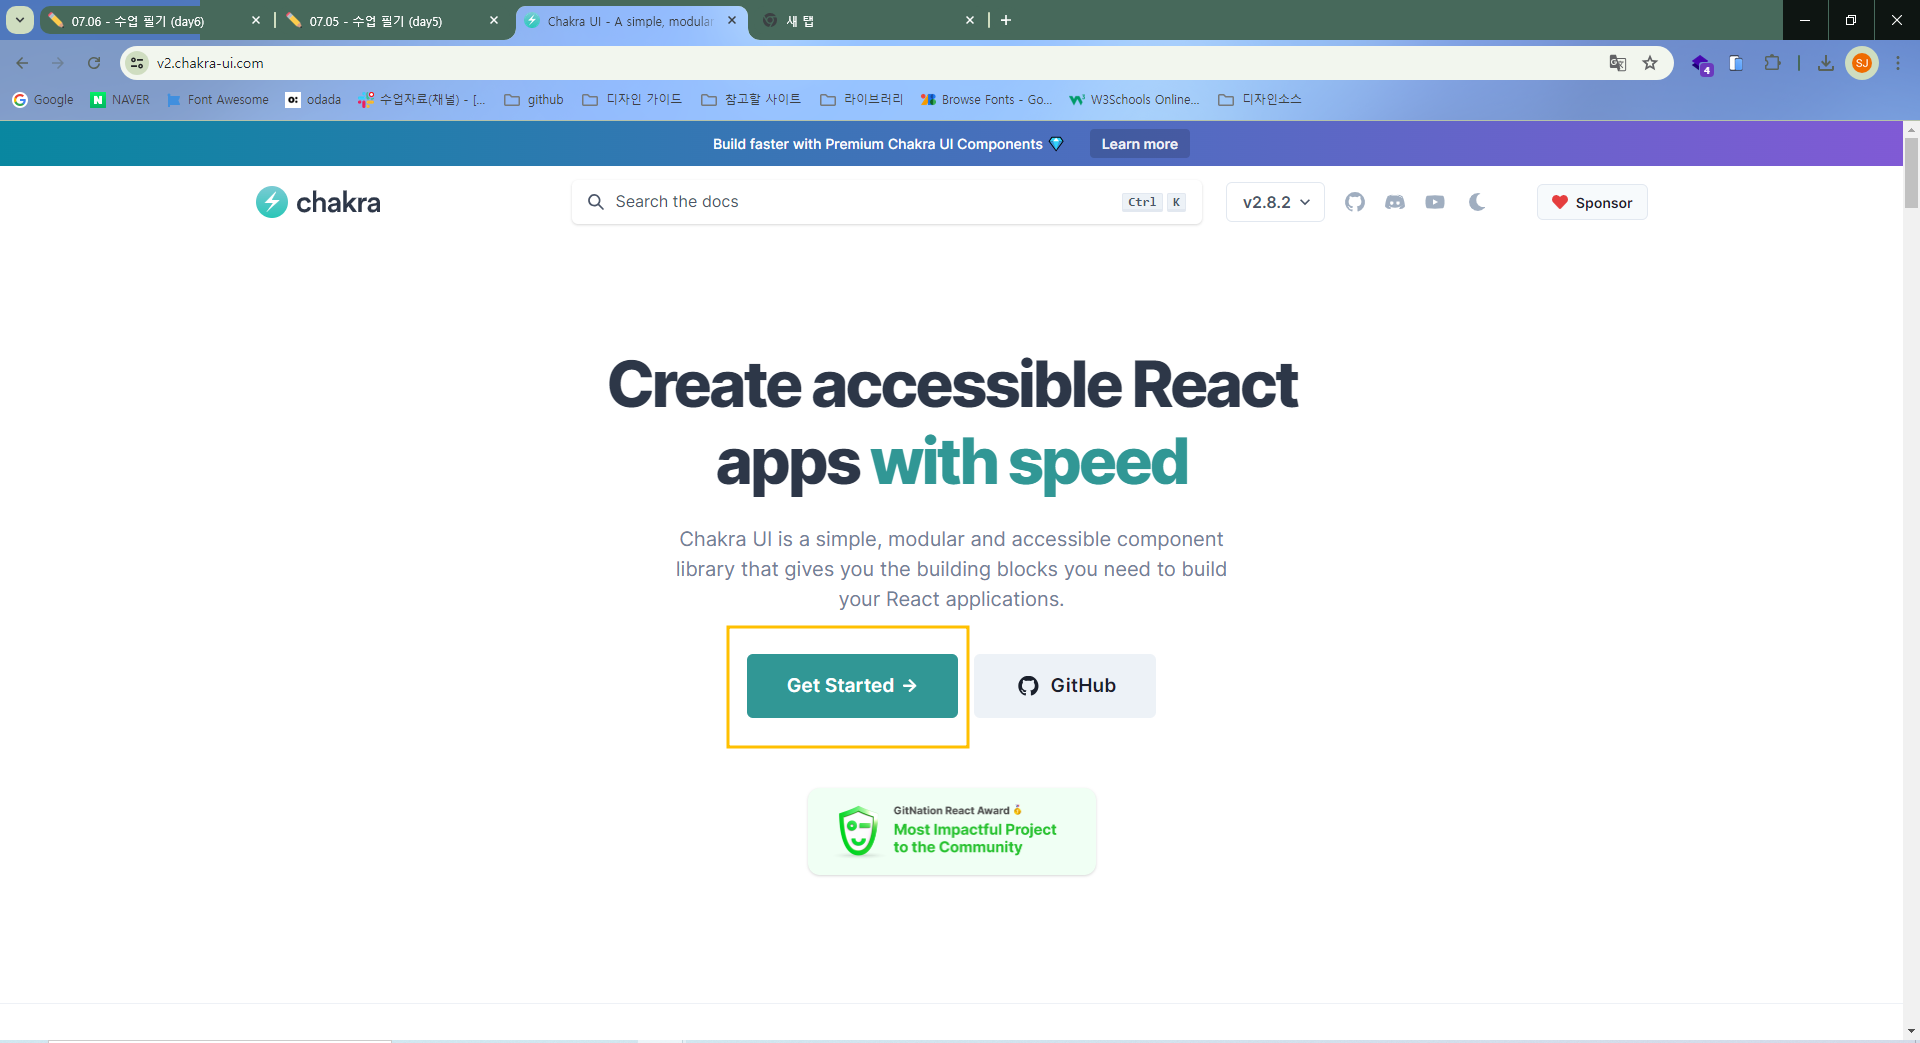 07.06 - 수업 필기 (day6)
07.05 - 수업 필기 (day5)
Chakra UI - A simple, modular
새 탭
v2.chakra-ui.com
4
SJ
Google
NAVER
Font Awesome
odada
수업자료(채널) - [...
github
디자인 가이드
참고할 사이트
라이브러리
Browse Fonts - Go...
W3Schools Online...
디자인소스
Build faster with Premium Chakra UI Components
Learn more
chakra
Search the docs
Ctrl K
v2.8.2
Sponsor
Create accessible React
apps with speed
Chakra UI is a simple, modular and accessible component
library that gives you the building blocks you need to build
your React applications.
Get Started →
GitHub
GitNation React Award
Most Impactful Project
to the Community